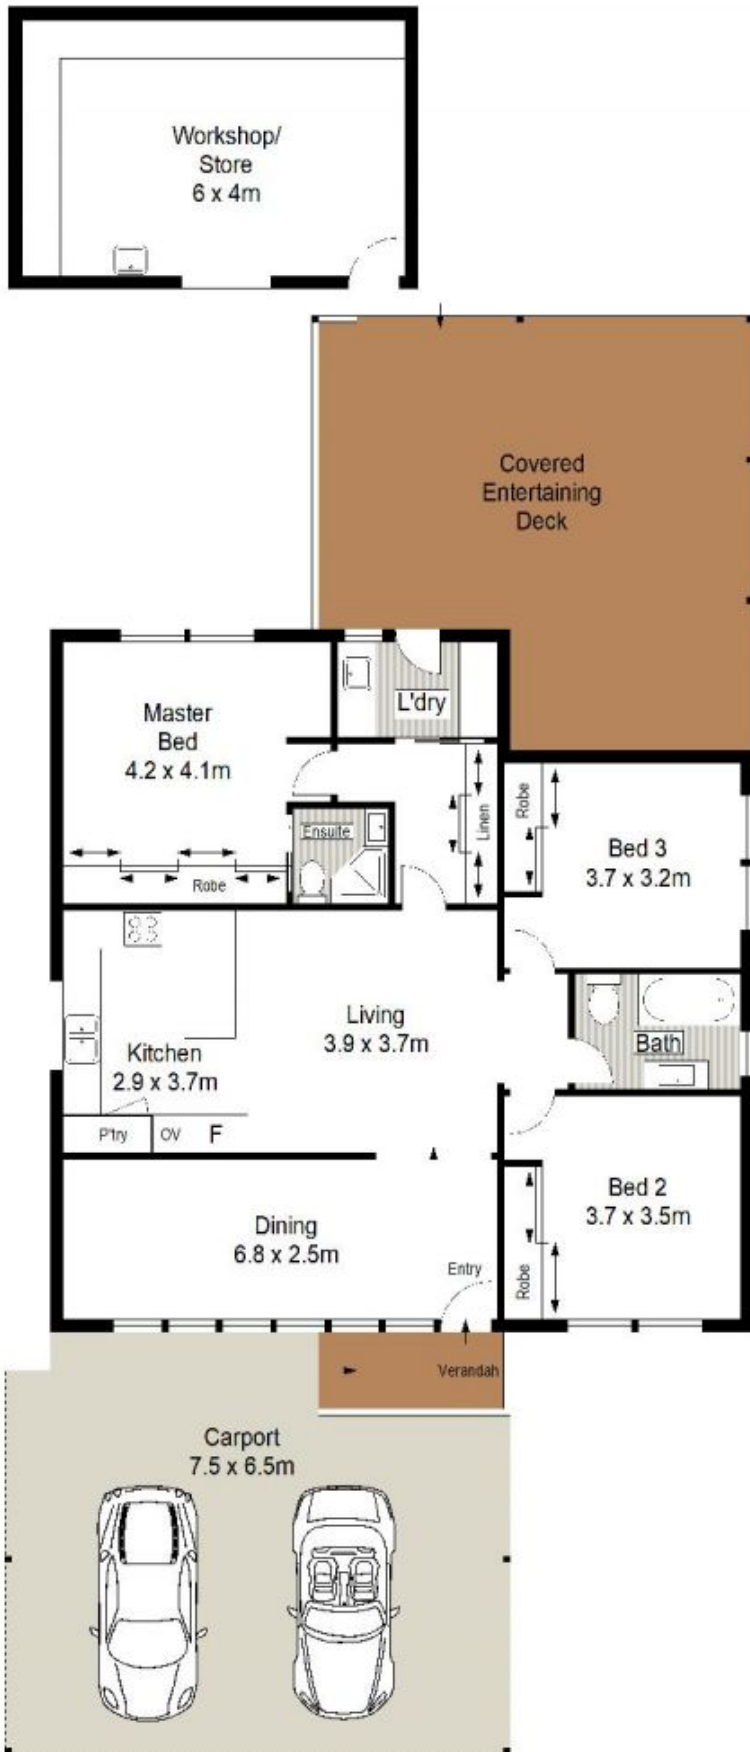 Workshop/
Store
6 x 4m
Covered
Entertaining
Deck
Master
Bed
4.2 x 4.1m
L'dry
Ensuite
Linen
Robe
Robe
Bed 3
3.7 x 3.2m
Living
3.9 x 3.7m
Kitchen
2.9 x 3.7m
Bath
P'try
OV
F
Bed 2
3.7 x 3.5m
Dining
6.8 x 2.5m
Entry
Robe
Verandah
Carport
7.5 x 6.5m